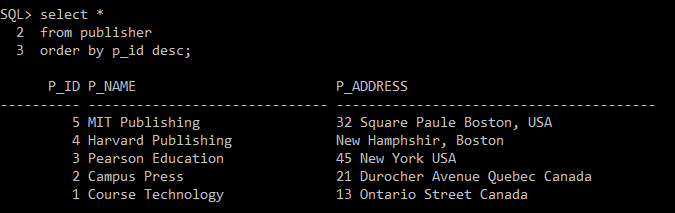 SQL> select *
2 from publisher
3 order by p_id desc;
P_ID P_NAME P_ADDRESS
---------- ------------------------------ ----------------------------------------
5 MIT Publishing 32 Square Paule Boston, USA
4 Harvard Publishing New Hamphshir, Boston
3 Pearson Education 45 New York USA
2 Campus Press 21 Durocher Avenue Quebec Canada
1 Course Technology 13 Ontario Street Canada